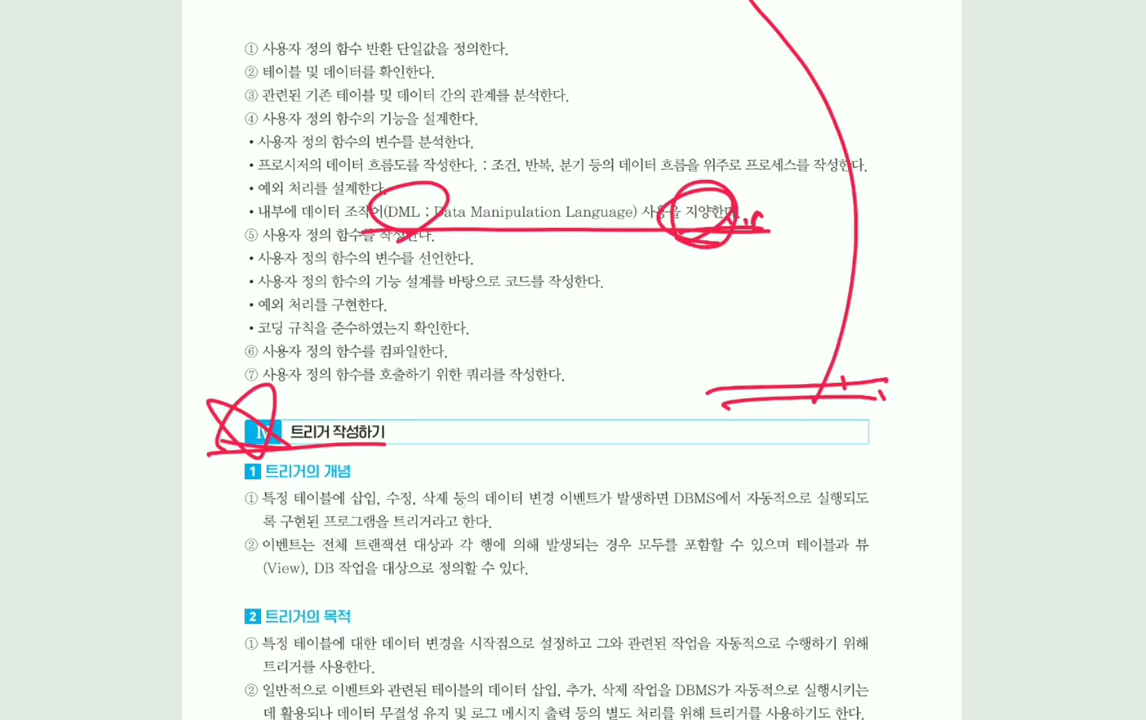 ① 사용자 정의 함수 반환 단일값을 정의한다.
② 테이블 및 데이터를 확인한다.
③ 관련된 기존 테이블 및 데이터 간의 관계를 분석한다.
④ 사용자 정의 함수의 기능을 설계한다.
• 사용자 정의 함수의 변수를 분석한다.
• 프로시저의 데이터 흐름도를 작성한다. : 조건, 반복, 분기 등의 데이터 흐름을 위주로 프로세스를 작성한다.
• 예외 처리를 설계한다.
• 내부에 데이터 조작어(DML : Data Manipulation Language) 사용을 지양한다.
⑤ 사용자 정의 함수를 작성한다.
• 사용자 정의 함수의 변수를 선언한다.
• 사용자 정의 함수의 기능 설계를 바탕으로 코드를 작성한다.
• 예외 처리를 구현한다.
• 코딩 규칙을 준수하였는지 확인한다.
⑥ 사용자 정의 함수를 컴파일한다.
⑦ 사용자 정의 함수를 호출하기 위한 쿼리를 작성한다.
Ⅳ 트리거 작성하기
1 트리거의 개념
① 특정 테이블에 삽입, 수정, 삭제 등의 데이터 변경 이벤트가 발생하면 DBMS에서 자동적으로 실행되도
록 구현된 프로그램을 트리거라고 한다.
② 이벤트는 전체 트랜잭션 대상과 각 행에 의해 발생되는 경우 모두를 포함할 수 있으며 테이블과 뷰
(View), DB 작업을 대상으로 정의할 수 있다.
2 트리거의 목적
① 특정 테이블에 대한 데이터 변경을 시작점으로 설정하고 그와 관련된 작업을 자동적으로 수행하기 위해
트리거를 사용한다.
② 일반적으로 이벤트와 관련된 테이블의 데이터 삽입, 추가, 삭제 작업을 DBMS가 자동적으로 실행시키는
데 활용되나 데이터 무결성 유지 및 로그 메시지 출력 등의 별도 처리를 위해 트리거를 사용하기도 한다.